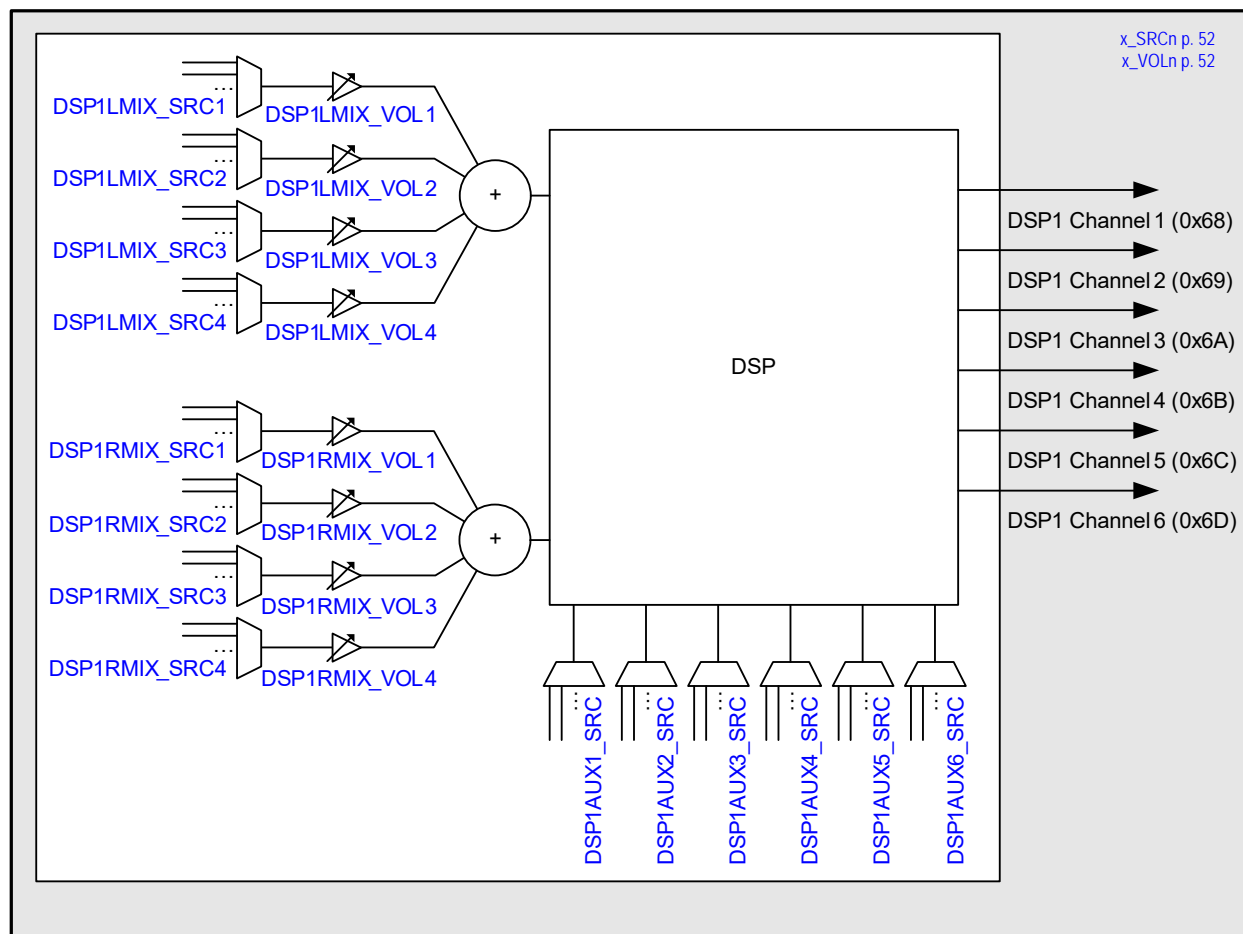 x_SRCn p. 52
x_VOLn p. 52
DSP1LMIX_SRC1
...
DSP1LMIX_VOL1
DSP1LMIX_SRC2
...
DSP1LMIX_VOL2
DSP1LMIX_SRC3
...
DSP1LMIX_VOL3
DSP1LMIX_SRC4
...
DSP1LMIX_VOL4
+
DSP1RMIX_SRC1
...
DSP1RMIX_VOL1
DSP1RMIX_SRC2
...
DSP1RMIX_VOL2
DSP1RMIX_SRC3
...
DSP1RMIX_VOL3
DSP1RMIX_SRC4
...
DSP1RMIX_VOL4
+
DSP
DSP1 Channel 1 (0x68)
DSP1 Channel 2 (0x69)
DSP1 Channel 3 (0x6A)
DSP1 Channel 4 (0x6B)
DSP1 Channel 5 (0x6C)
DSP1 Channel 6 (0x6D)
... DSP1AUX1_SRC
... DSP1AUX2_SRC
... DSP1AUX3_SRC
... DSP1AUX4_SRC
... DSP1AUX5_SRC
... DSP1AUX6_SRC